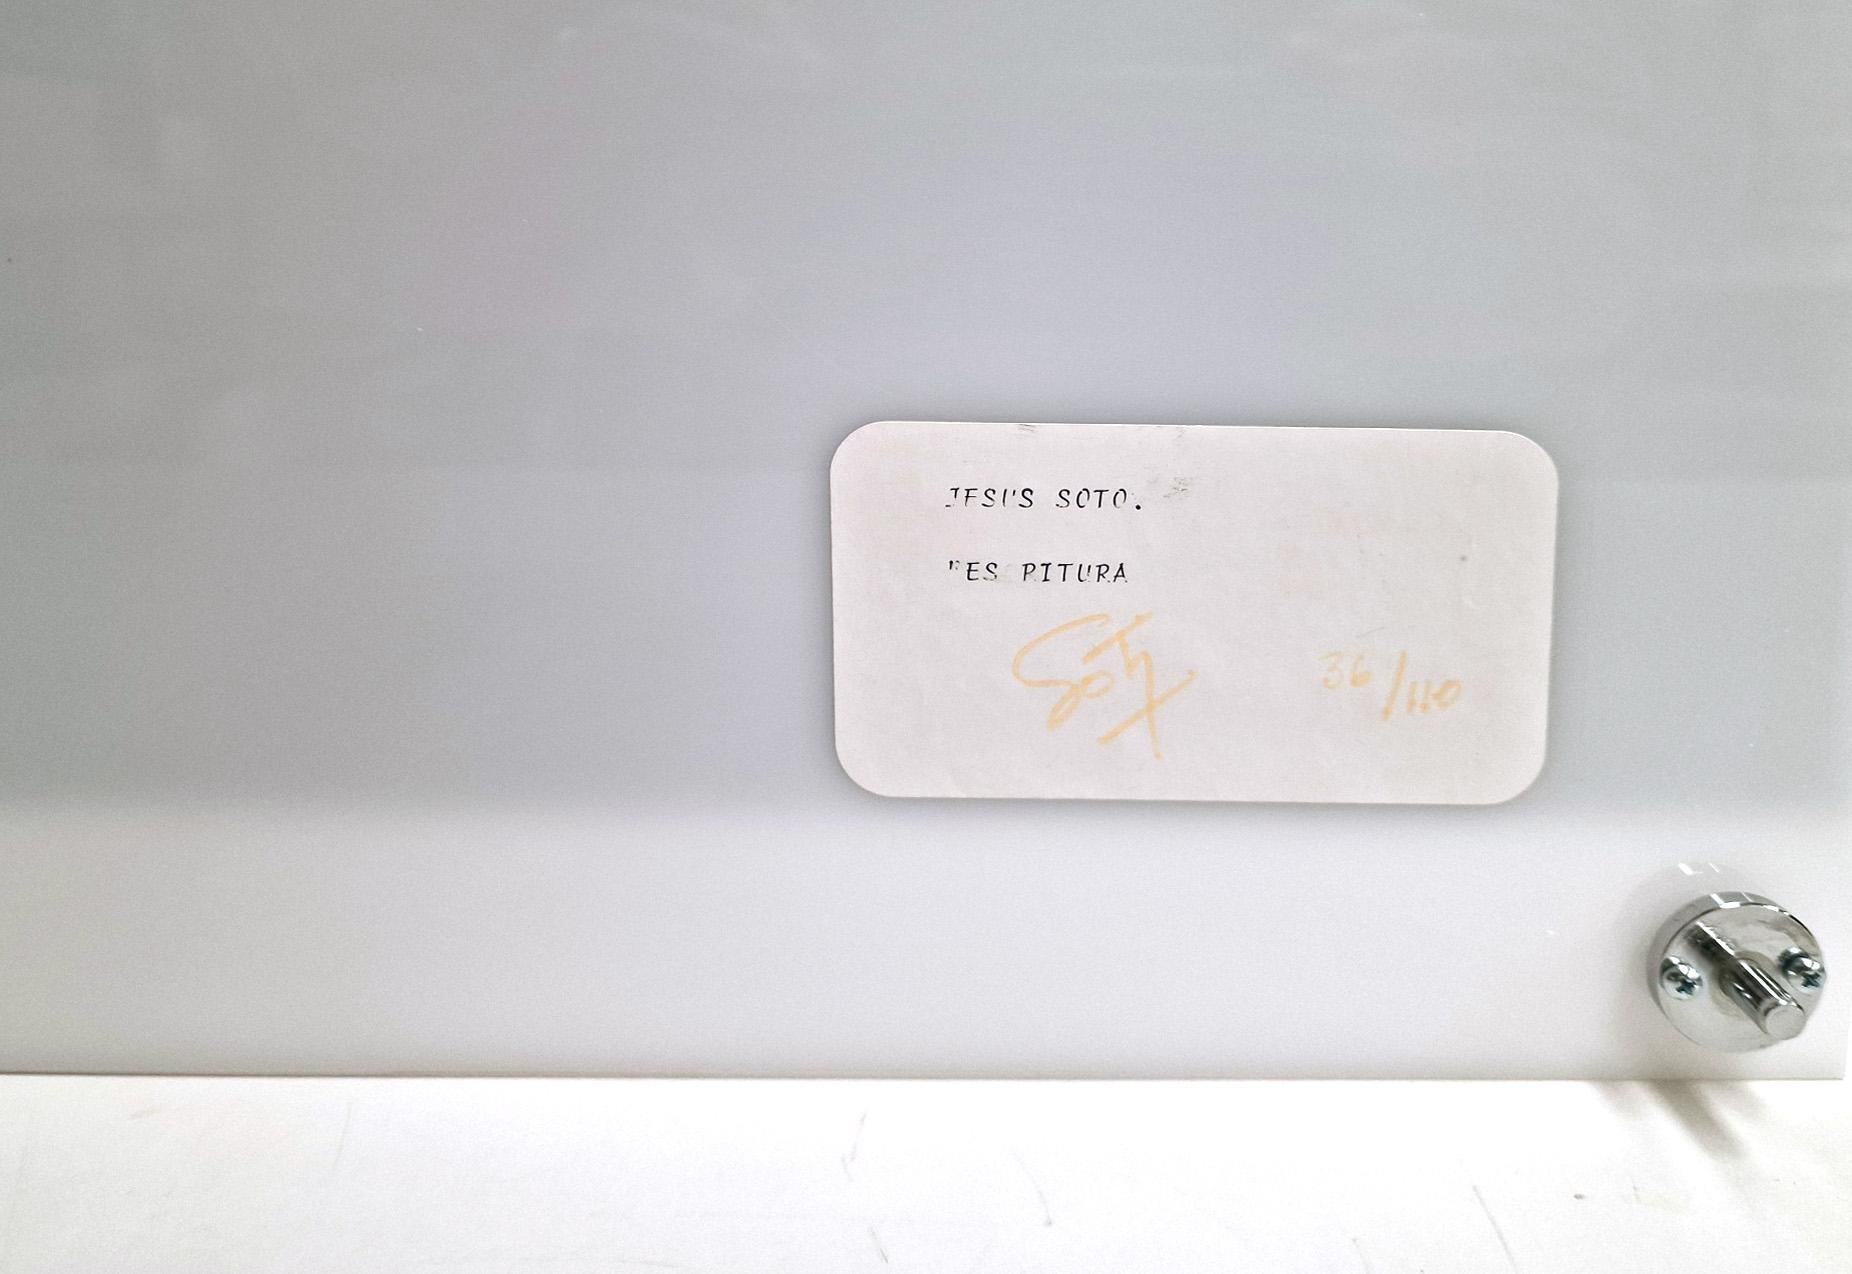 JESUS SOTO.
"ES PITURA
Soto
36/110